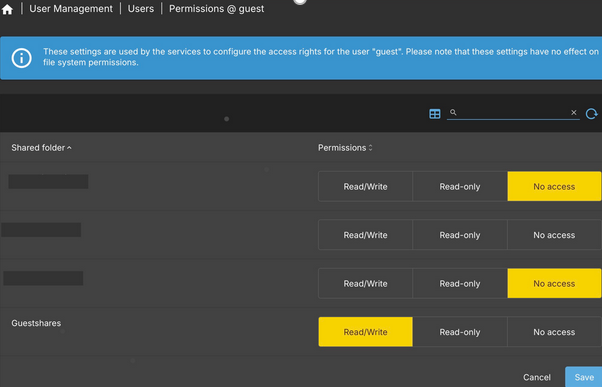 User Management | Users | Permissions @ guest
These settings are used by the services to configure the access rights for the user "guest". Please note that these settings have no effect on
file system permissions.
Shared folder Permissions
Read/Write Read-only No access
Read/Write Read-only No access
Read/Write Read-only No access
Guestshares Read/Write Read-only No access
Cancel Save